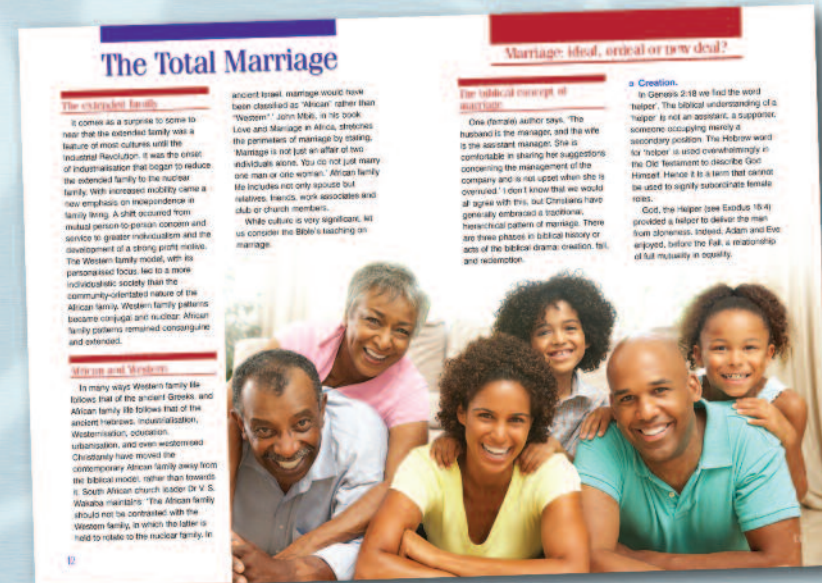 The Total Marriage
The extended family
It comes as a surprise to some to
hear that the extended family was a
feature of most cultures until the
Industrial Revolution. It was the onset
of industrialisation that began to reduce
the extended family to the nuclear
family. With increased mobility came a
new emphasis on independence in
family living. A shift occurred from
mutual person-to-person concern and
service to greater individualism and the
development of a strong profit motive.
The Western family model, with its
personalised focus, led to a more
individualistic society than the
community-orientated nature of the
African family. Western family patterns
became conjugal and nuclear: African
family patterns remained consanguine
and extended.
African and Western
In many ways Western family life
follows that of the ancient Greeks, and
African family life follows that of the
ancient Hebrews. Industrialisation,
Westernisation, education,
urbanisation, and even westernised
Christianity have moved the
contemporary African family away from
the biblical model, rather than towards
it. South African church leader Dr V. S.
Wakaba maintains: 'The African family
should not be contrasted with the
Western family, in which the latter is
held to rotate to the nuclear family. In
12
ancient Israel, marriage would have
been classified as "African" rather than
"Western".' John Mbiti, in his book
Love and Marriage in Africa, stretches
the perimeters of marriage by stating,
'Marriage is not just an affair of two
individuals alone. You do not just marry
one man or one woman.' African family
life includes not only spouse but
relatives, friends, work associates and
club or church members.
While culture is very significant, let
us consider the Bible's teaching on
marriage.
Marriage: ideal, ordeal or new deal?
The biblical concept of
marriage
One (female) author says, 'The
husband is the manager, and the wife
is the assistant manager. She is
comfortable in sharing her suggestions
concerning the management of the
company and is not upset when she is
overruled.' I don't know that we would
all agree with this, but Christians have
generally embraced a traditional,
hierarchical pattern of marriage. There
are three phases in biblical history or
acts of the biblical drama: creation, fall,
and redemption.
a Creation.
In Genesis 2:18 we find the word
'helper'. The biblical understanding of a
'helper' is not an assistant, a supporter,
someone occupying merely a
secondary position. The Hebrew word
for 'helper' is used overwhelmingly in
the Old Testament to describe God
Himself. Hence it is a term that cannot
be used to signify subordinate female
roles.
God, the Helper (see Exodus 18:4)
provided a helper to deliver the man
from aloneness. Indeed, Adam and Eve
enjoyed, before the Fall, a relationship
of full mutuality in equality.